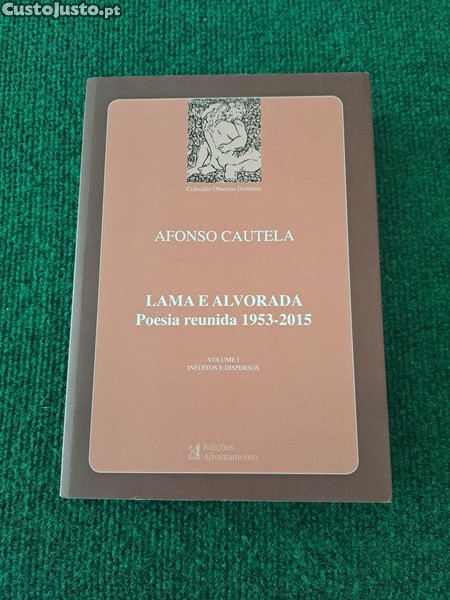 CustoJusto.pt
Colecção Obscuro Domínio
AFONSO CAUTELA
LAMA E ALVORADA
Poesia reunida 1953-2015
VOLUME I
INÉDITOS E DISPERSOS
Edições
Afrontamento